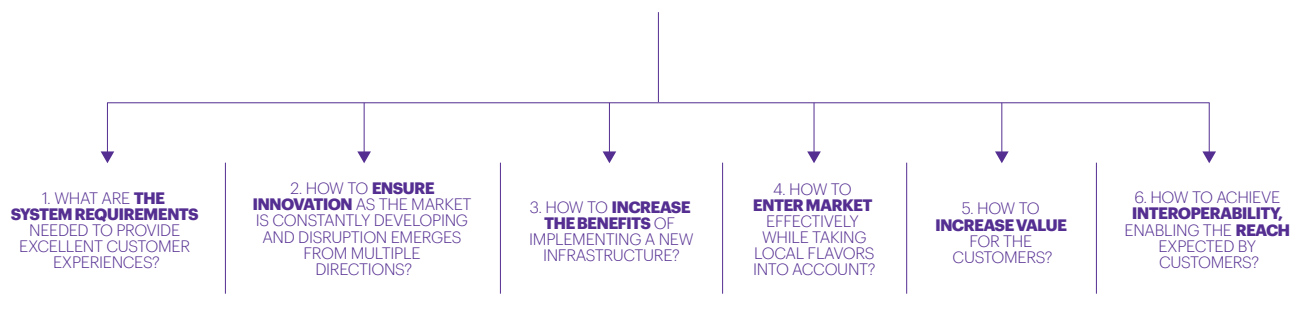 1. WHAT ARE THE
SYSTEM REQUIREMENTS
NEEDED TO PROVIDE
EXCELLENT CUSTOMER
EXPERIENCES?
2. HOW TO ENSURE
INNOVATION AS THE MARKET
IS CONSTANTLY DEVELOPING
AND DISRUPTION EMERGES
FROM MULTIPLE
DIRECTIONS?
3. HOW TO INCREASE
THE BENEFITS OF
IMPLEMENTING A NEW
INFRASTRUCTURE?
4. HOW TO
ENTER MARKET
EFFECTIVELY
WHILE TAKING
LOCAL FLAVORS
INTO ACCOUNT?
5. HOW TO
INCREASE VALUE
FOR THE
CUSTOMERS?
6. HOW TO ACHIEVE
INTEROPERABILITY,
ENABLING THE REACH
EXPECTED BY
CUSTOMERS?